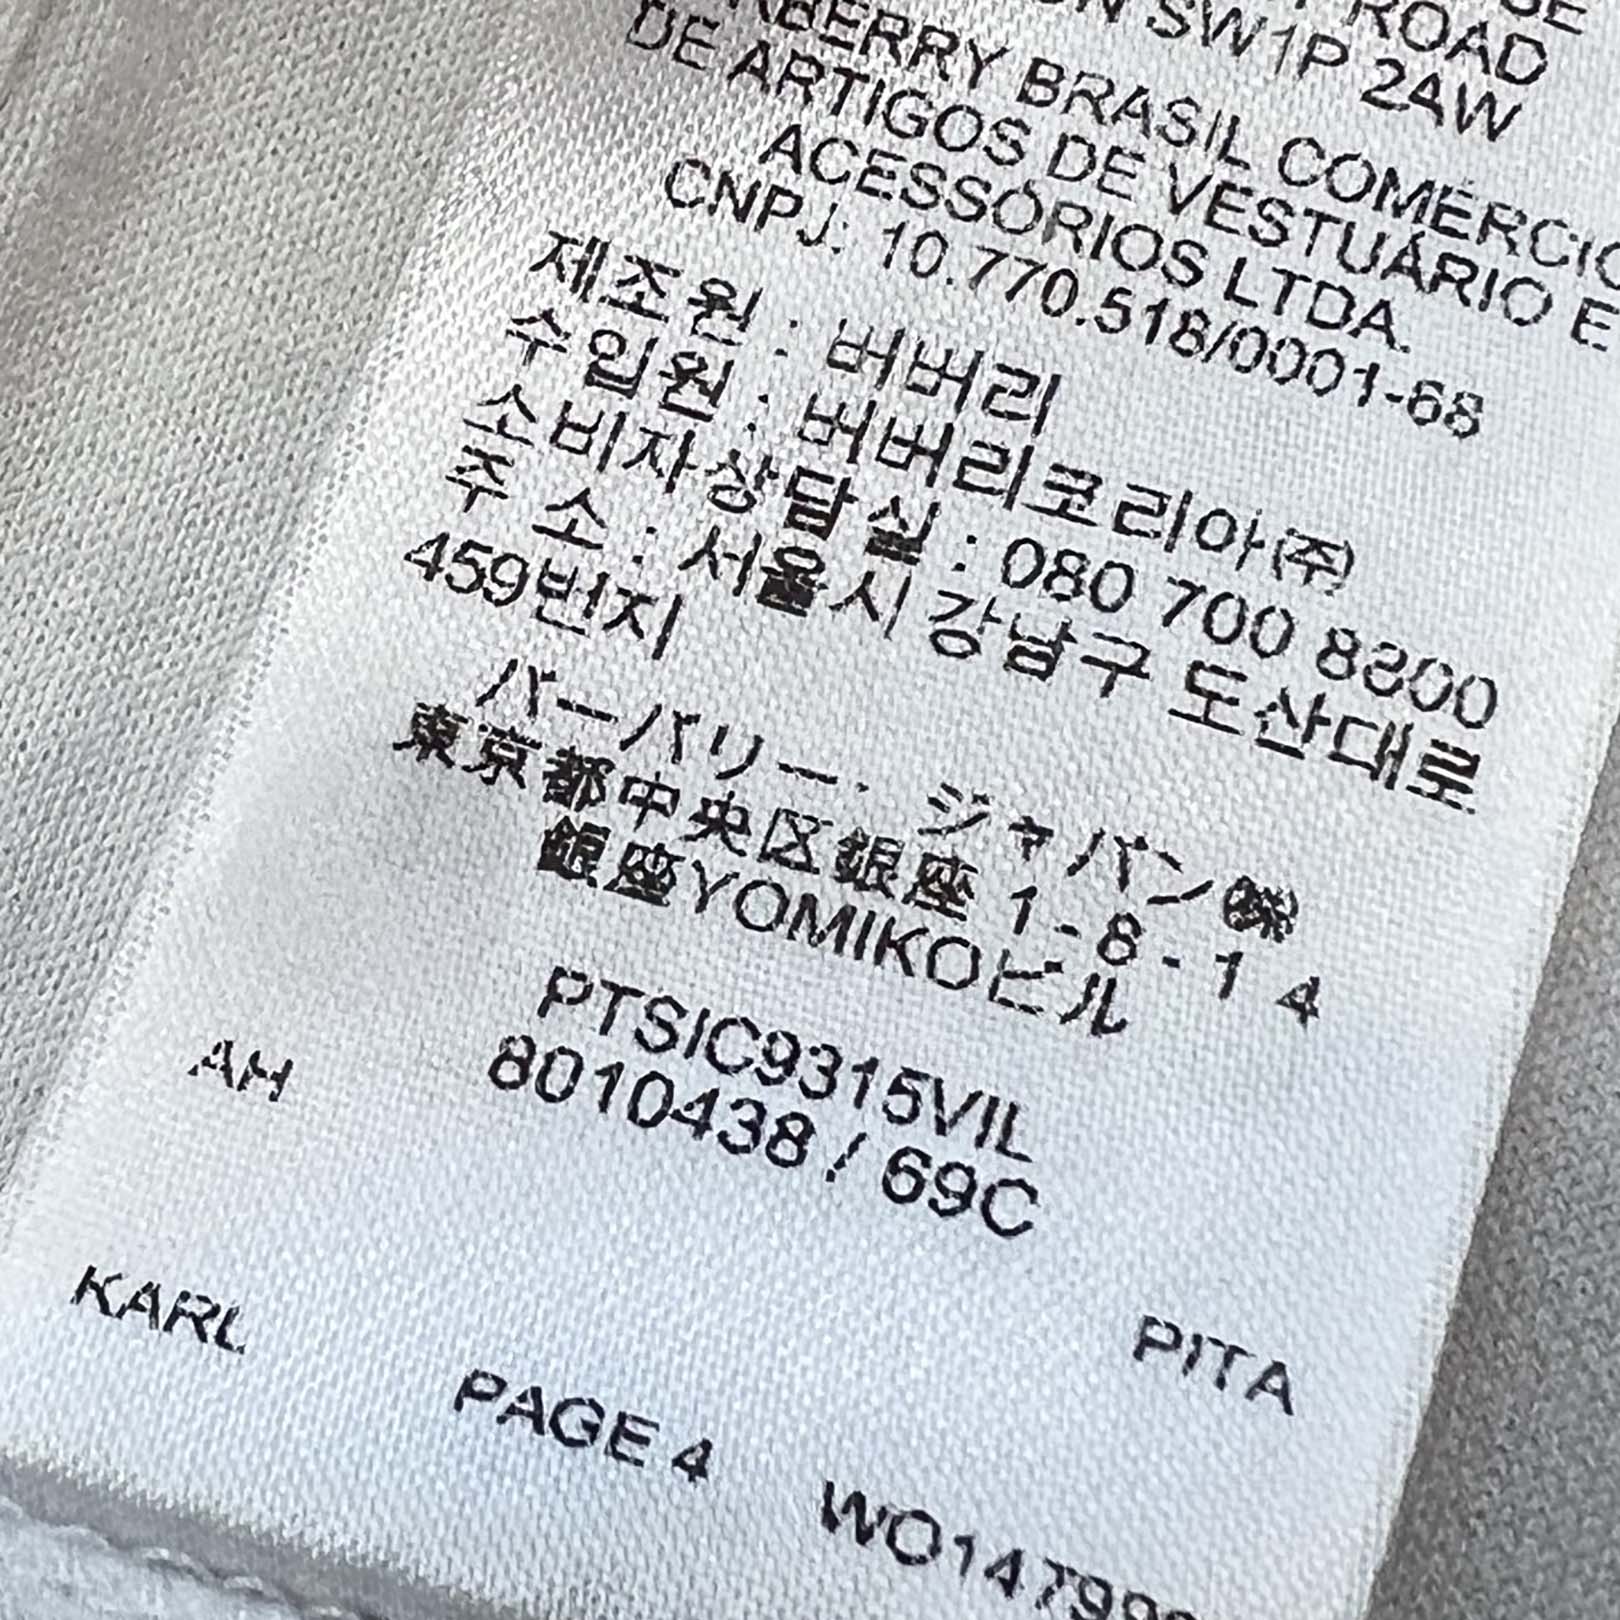 ROAD
SW1P 2AW
BERRY BRASIL COMÉRCIO
DE ARTIGOS DE VESTUÁRIO E
ACESSÓRIOS LTDA.
CNPJ: 10.770.518/0001-68
제조원 : 버버리
수입원 : 버버리코리아(주)
소비자상담실 : 080 700 8800
주 소 : 서울시 강남구 도산대로
459번지
バーバリー・ジャパン㈱
東京都中央区銀座 1-8-14
銀座YOMIKOビル
PTSIC9315VIL
8010438 / 69C
AH
KARL
PITA
PAGE 4